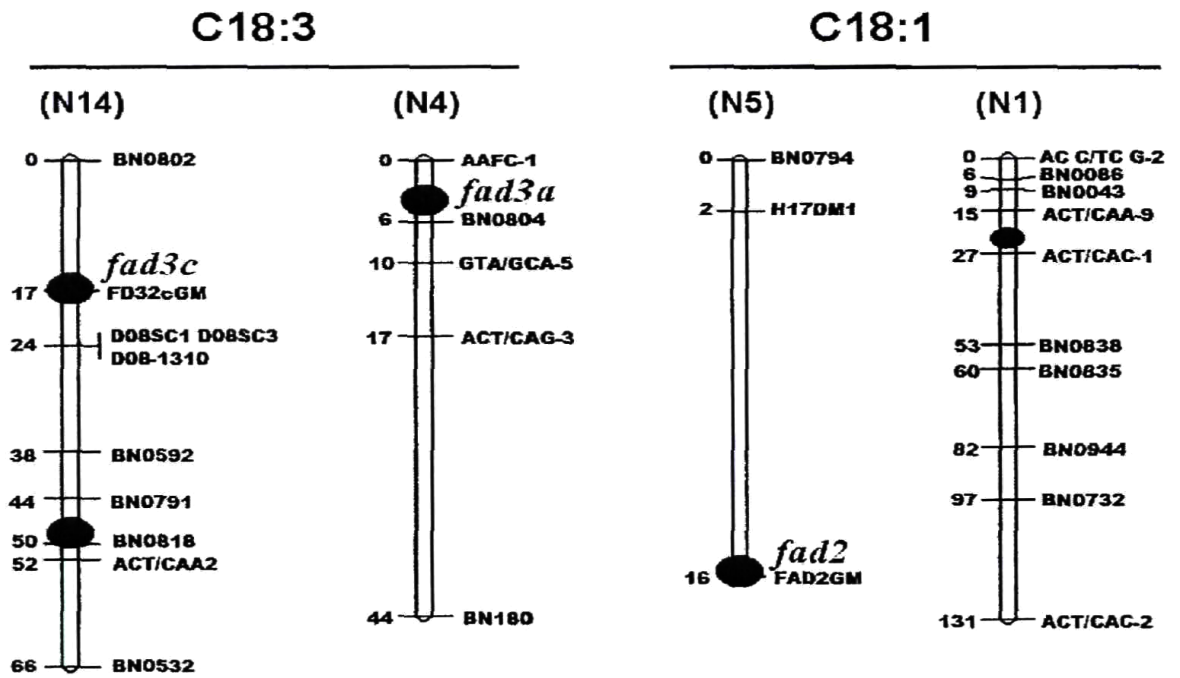 C18:3
C18:1
(N14)
(N4)
(N5)
(N1)
0 BN0802
fad3c
17 FD32cGM
24 D08SC1 D08SC3
D08-1310
38 BN0592
44 BN0791
50 BN0818
52 ACT/CAA2
66 BN0532
0 AAFC-1
fad3a
6 BN0804
10 GTA/GCA-5
17 ACT/CAG-3
44 BN180
0 BN0794
2 H17DM1
fad2
16 FAD2GM
0 AC C/TC G-2
6 BN0086
9 BN0043
15 ACT/CAA-9
27 ACT/CAC-1
53 BN0838
60 BN0835
82 BN0944
97 BN0732
131 ACT/CAC-2